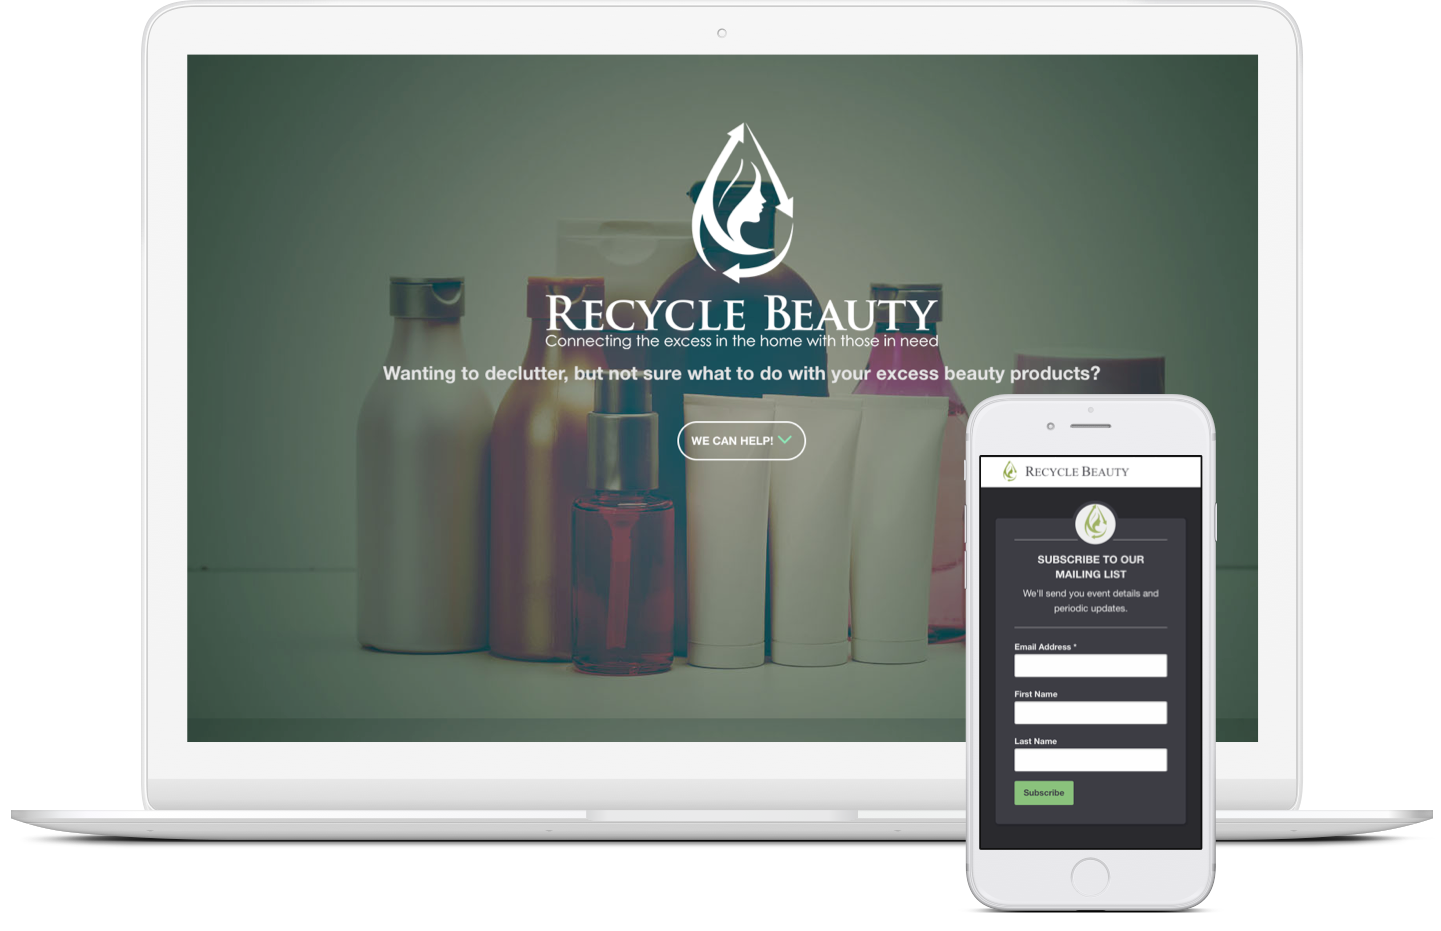 RECYCLE BEAUTY
Connecting the excess in the home with those in need
Wanting to declutter, but not sure what to do with your excess beauty products?
WE CAN HELP!
RECYCLE BEAUTY
SUBSCRIBE TO OUR
MAILING LIST
We'll send you event details and
periodic updates.
Email Address *
First Name
Last Name
Subscribe